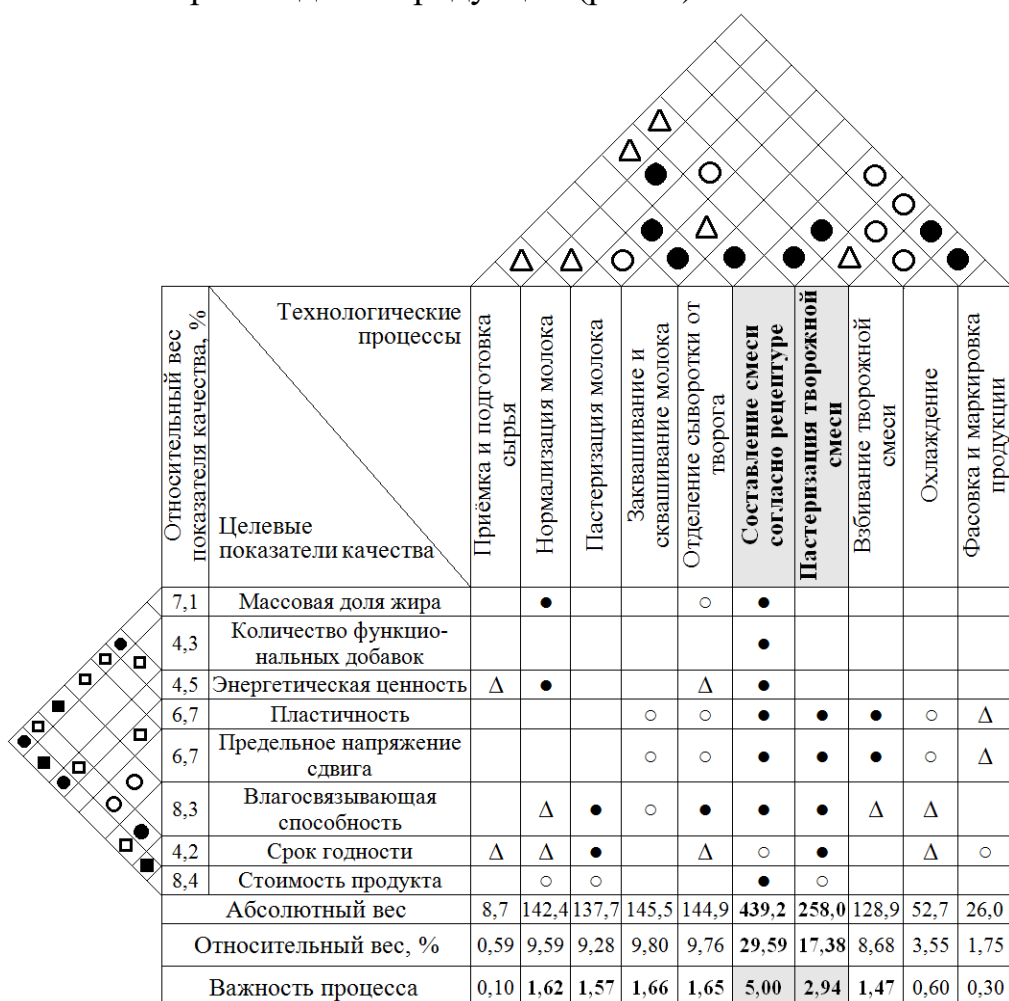 Относительный вес
показателя качества, %
Технологические
процессы
Целевые
показатели качества
Приёмка и подготовка
сырья
Нормализация молока
Пастеризация молока
Заквашивание и
сквашивание молока
Отделение сыворотки от
творога
Составление смеси
согласно рецептуре
Пастеризация творожной
смеси
Взбивание творожной
смеси
Охлаждение
Фасовка и маркировка
продукции
7,1 Массовая доля жира
4,3 Количество функцио-
нальных добавок
4,5 Энергетическая ценность
6,7 Пластичность
6,7 Предельное напряжение
сдвига
8,3 Влагосвязывающая
способность
4,2 Срок годности
8,4 Стоимость продукта
Абсолютный вес 8,7 142,4 137,7 145,5 144,9 439,2 258,0 128,9 52,7 26,0
Относительный вес, % 0,59 9,59 9,28 9,80 9,76 29,59 17,38 8,68 3,55 1,75
Важность процесса 0,10 1,62 1,57 1,66 1,65 5,00 2,94 1,47 0,60 0,30